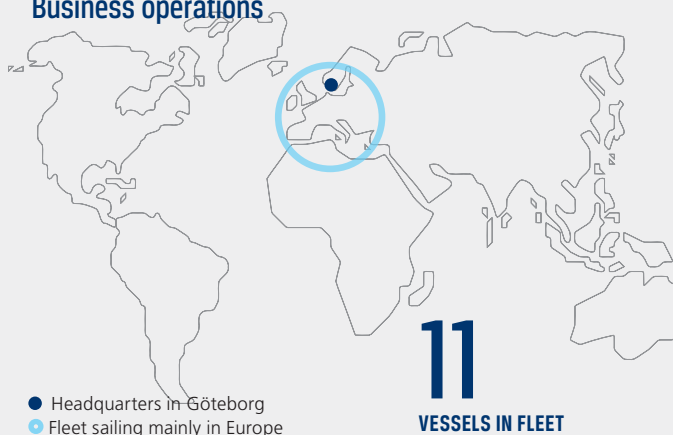 Business operations
Headquarters in Göteborg
Fleet sailing mainly in Europe
11
VESSELS IN FLEET